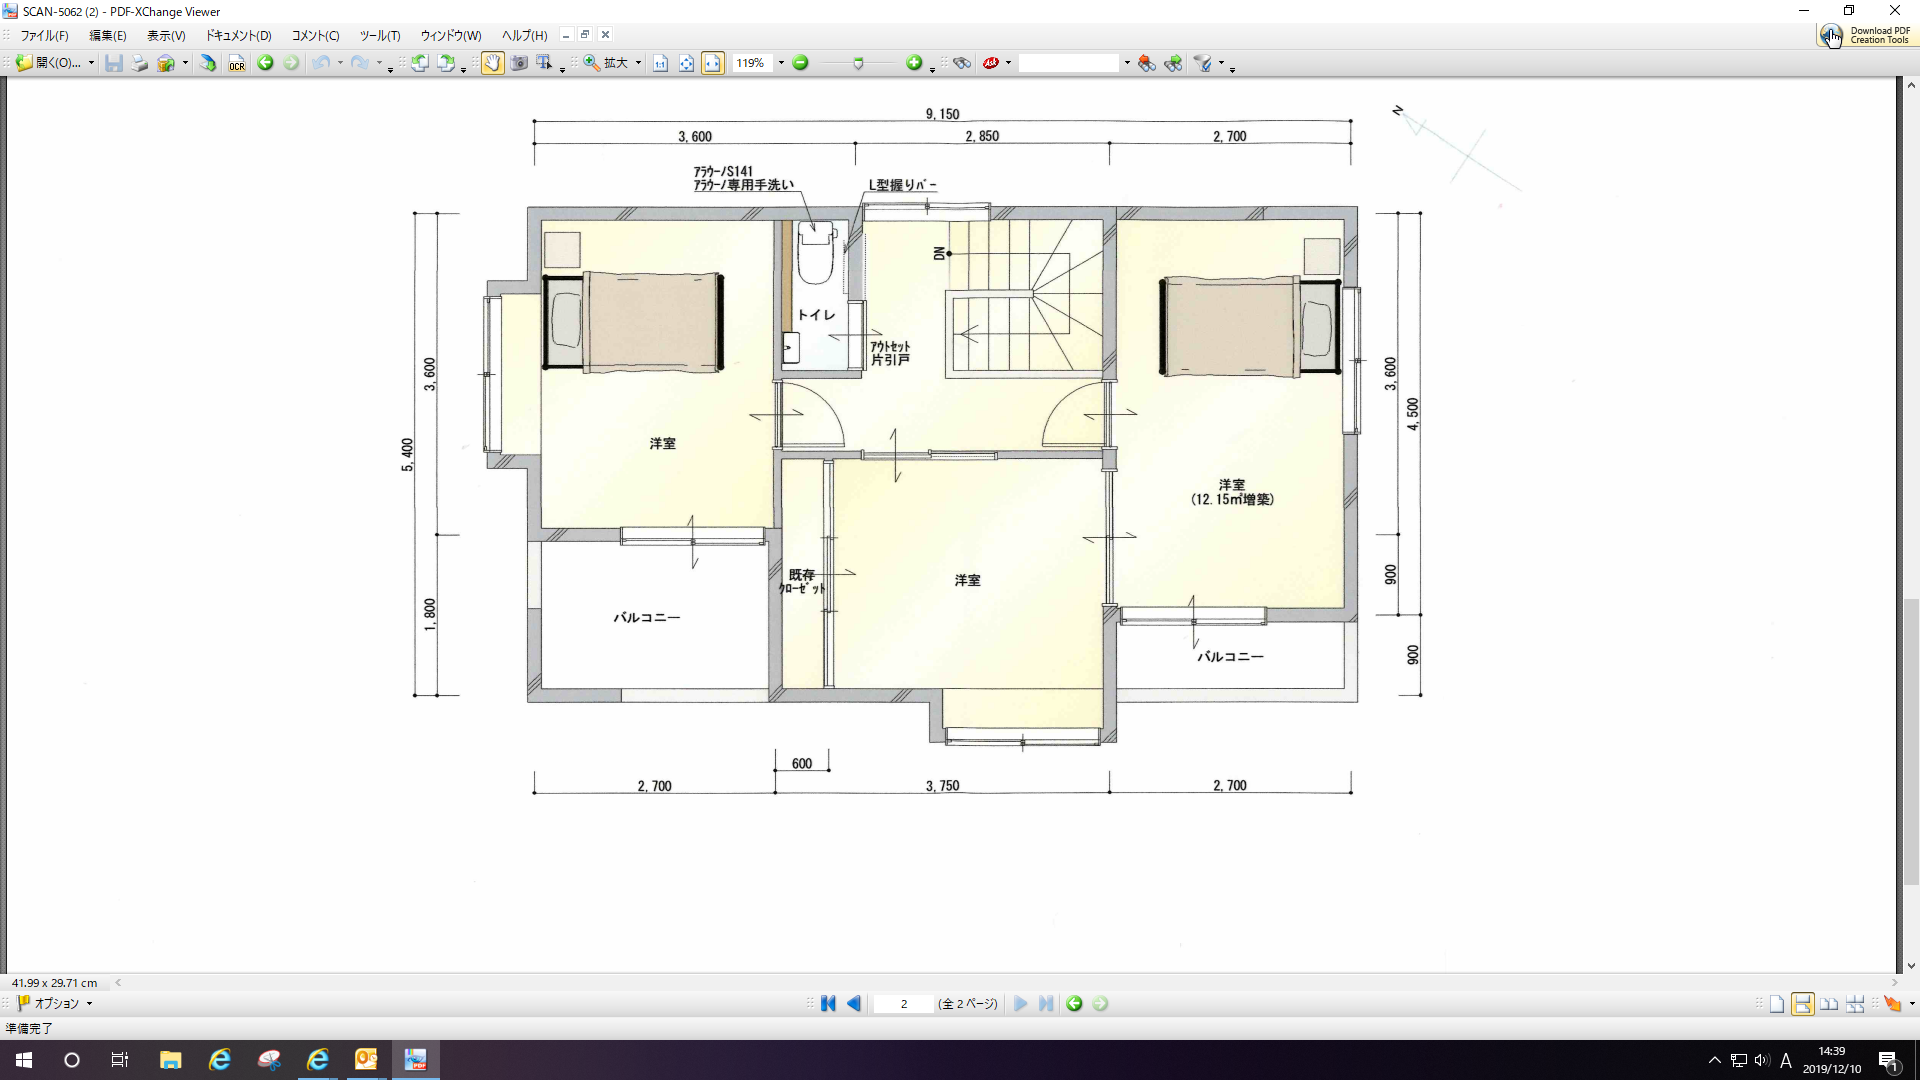 SCAN-5062 (2) - PDF-XChange Viewer
ファイル(F) 編集(E) 表示(V) ドキュメント(D) コメント(C) ツール(T) ウィンドウ(W) ヘルプ(H)
Download PDF
Creation Tools
開く(O)...
OCR
拡大
1:1
119%
Ask
9,150
3,600
2,850
2,700
N
ｱﾗｳｰﾉS141
ｱﾗｳｰﾉ専用手洗い
L型握りﾊﾞｰ
DN
トイレ
ｱｳﾄｾｯﾄ
片引戸
3,600
5,400
1,800
3,600
4,500
900
900
洋室
洋室
(12.15㎡増築)
既存
ｸﾛｰｾﾞｯﾄ
洋室
バルコニー
バルコニー
600
2,700
3,750
2,700
41.99 x 29.71 cm
オプション
2
(全 2 ページ)
準備完了
PDF
A
14:39
2019/12/10
1